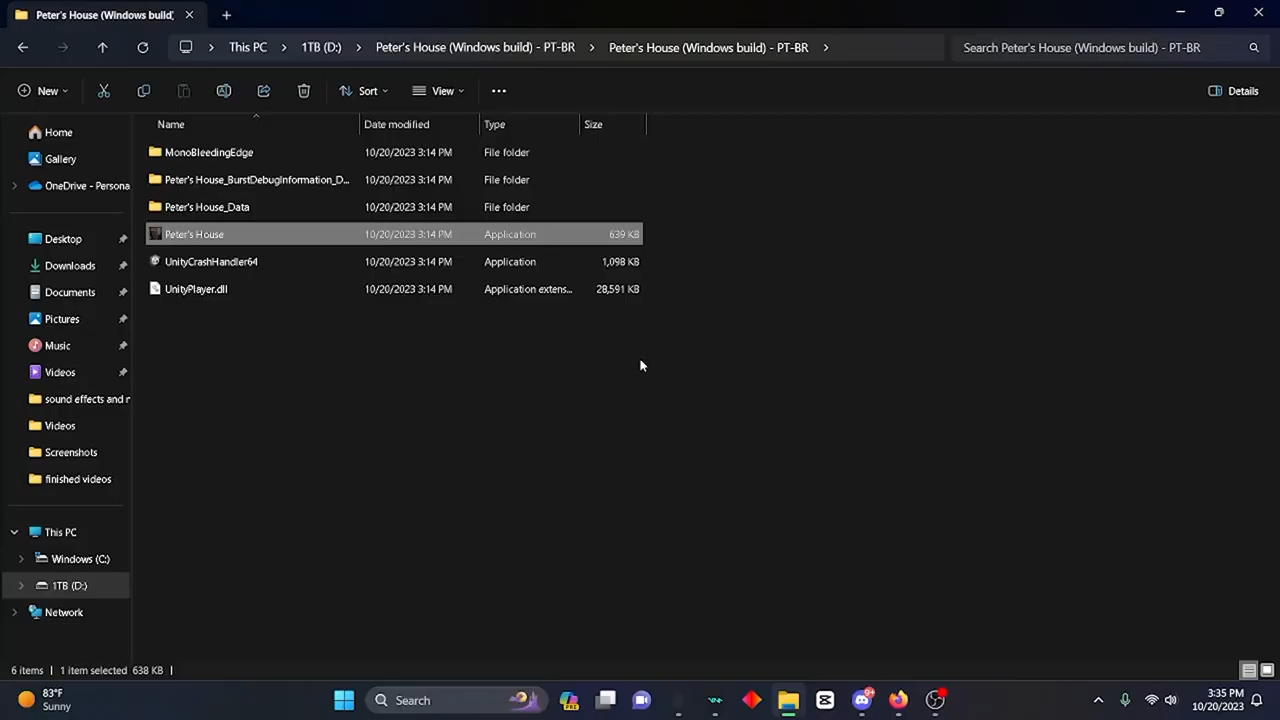 Peter's House (Windows build)
This PC > 1TB (D:) > Peter's House (Windows build) - PT-BR > Peter's House (Windows build) - PT-BR >
Search Peter's House (Windows build) - PT-BR
New
Sort
View
Details
Name Date modified Type Size
Home
Gallery
OneDrive - Persona
Desktop
Downloads
Documents
Pictures
Music
Videos
sound effects and r
Videos
Screenshots
finished videos
This PC
Windows (C:)
1TB (D:)
Network
MonoBleedingEdge 10/20/2023 3:14 PM File folder
Peter's House_BurstDebugInformation_D... 10/20/2023 3:14 PM File folder
Peter's House_Data 10/20/2023 3:14 PM File folder
Peter's House 10/20/2023 3:14 PM Application 639 KB
UnityCrashHandler64 10/20/2023 3:14 PM Application 1,098 KB
UnityPlayer.dll 10/20/2023 3:14 PM Application extens... 28,591 KB
6 items 1 item selected 638 KB
83°F
Sunny
Search
3:35 PM
10/20/2023